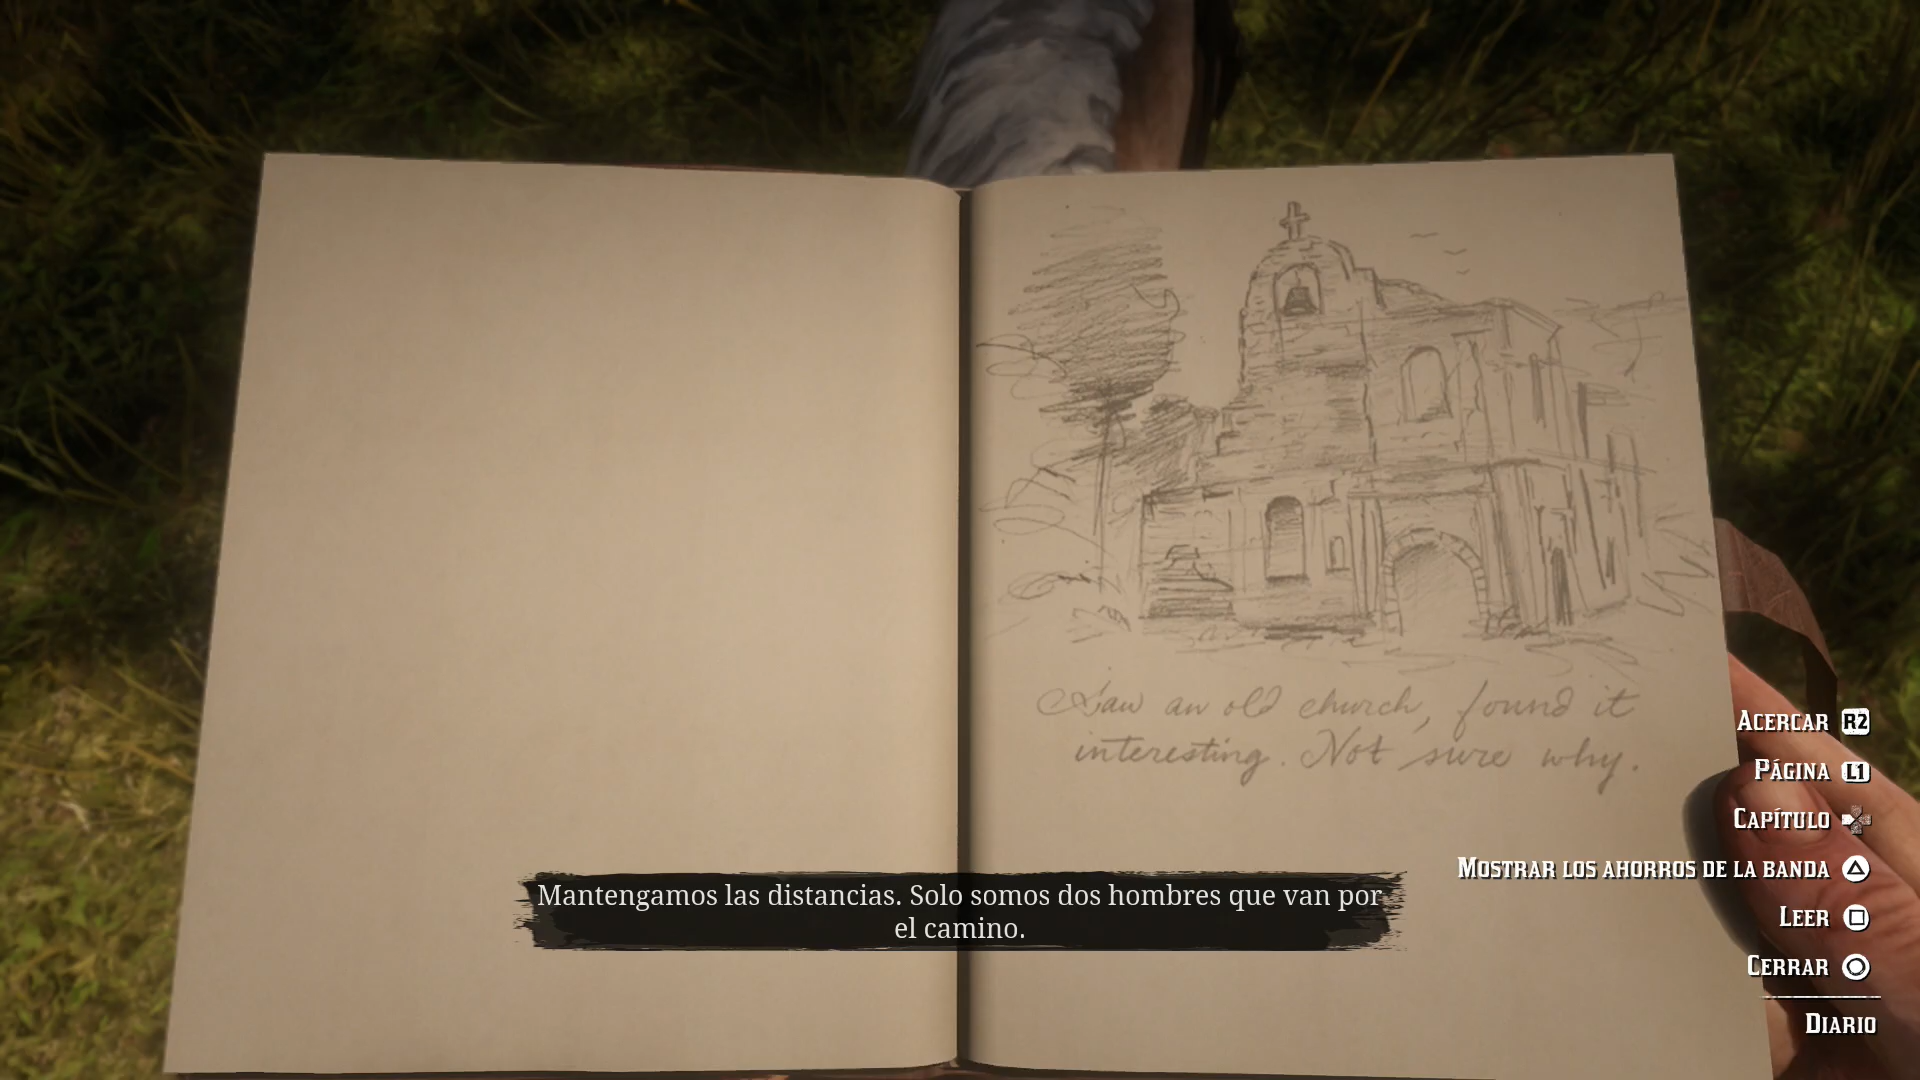 Saw an old church, found it
interesting. Not sure why.
Mantengamos las distancias. Solo somos dos hombres que van por
el camino.
ACERCAR R2
PÁGINA L1
CAPÍTULO
MOSTRAR LOS AHORROS DE LA BANDA
LEER
CERRAR
DIARIO